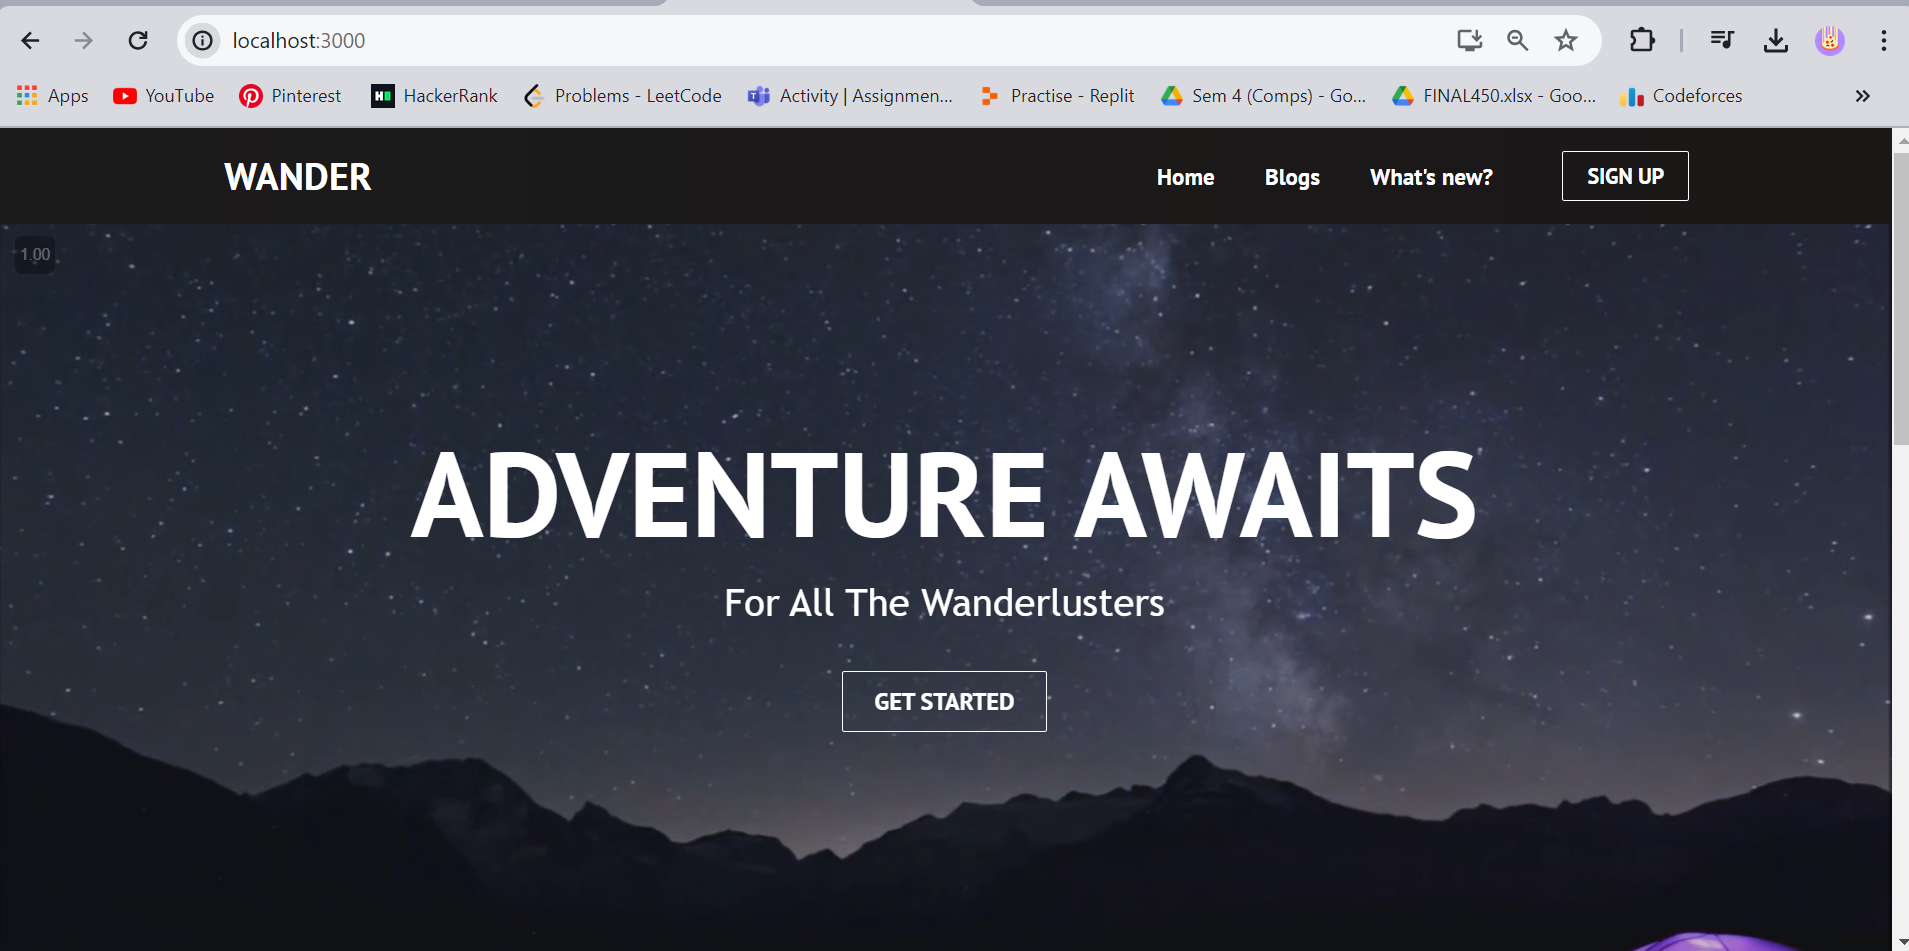 localhost:3000
Apps YouTube Pinterest HackerRank Problems - LeetCode Activity | Assignmen... Practise - Replit Sem 4 (Comps) - Go... FINAL450.xlsx - Goo... Codeforces
WANDER Home Blogs What's new? SIGN UP
1.00
ADVENTURE AWAITS
For All The Wanderlusters
GET STARTED